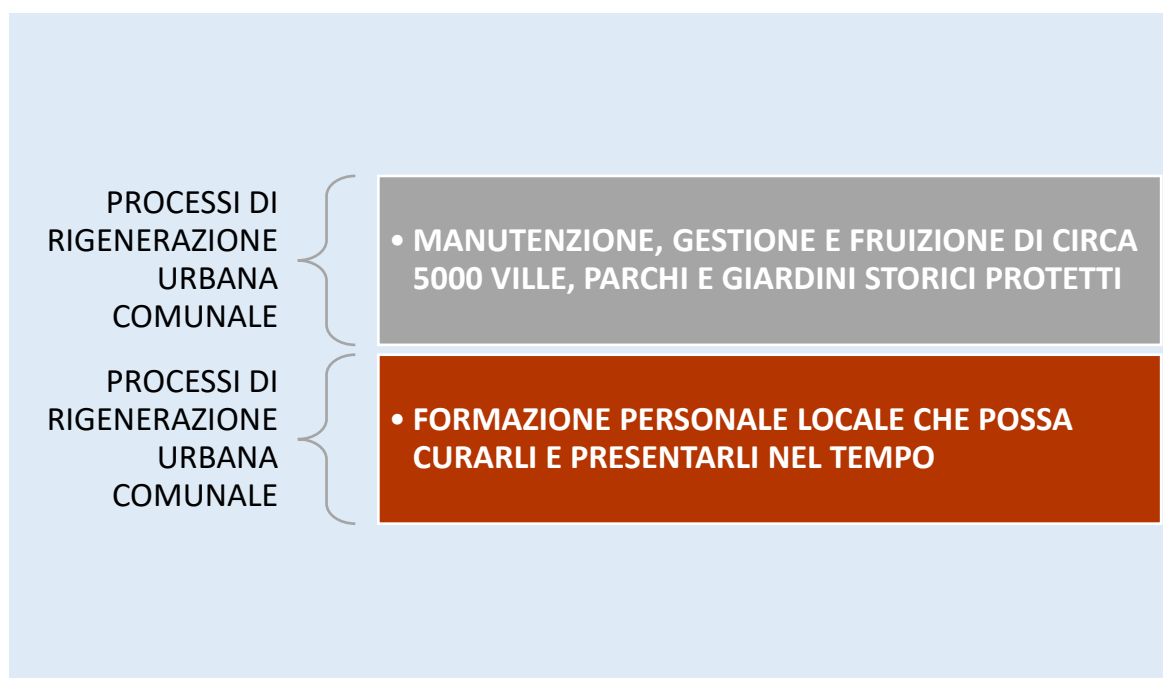 PROCESSI DI
RIGENERAZIONE
URBANA
COMUNALE
• MANUTENZIONE, GESTIONE E FRUIZIONE DI CIRCA
5000 VILLE, PARCHI E GIARDINI STORICI PROTETTI
PROCESSI DI
RIGENERAZIONE
URBANA
COMUNALE
• FORMAZIONE PERSONALE LOCALE CHE POSSA
CURARLI E PRESENTARLI NEL TEMPO